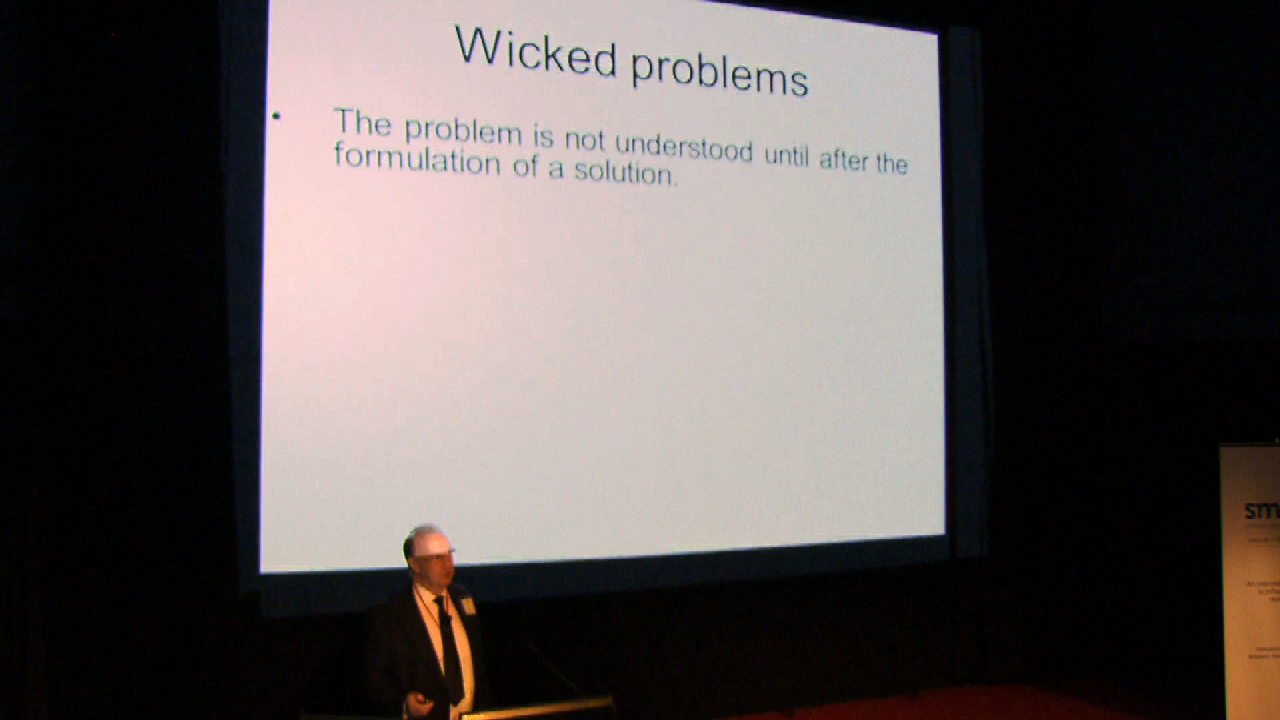 Wicked problems
• The problem is not understood until after the
formulation of a solution.
sm